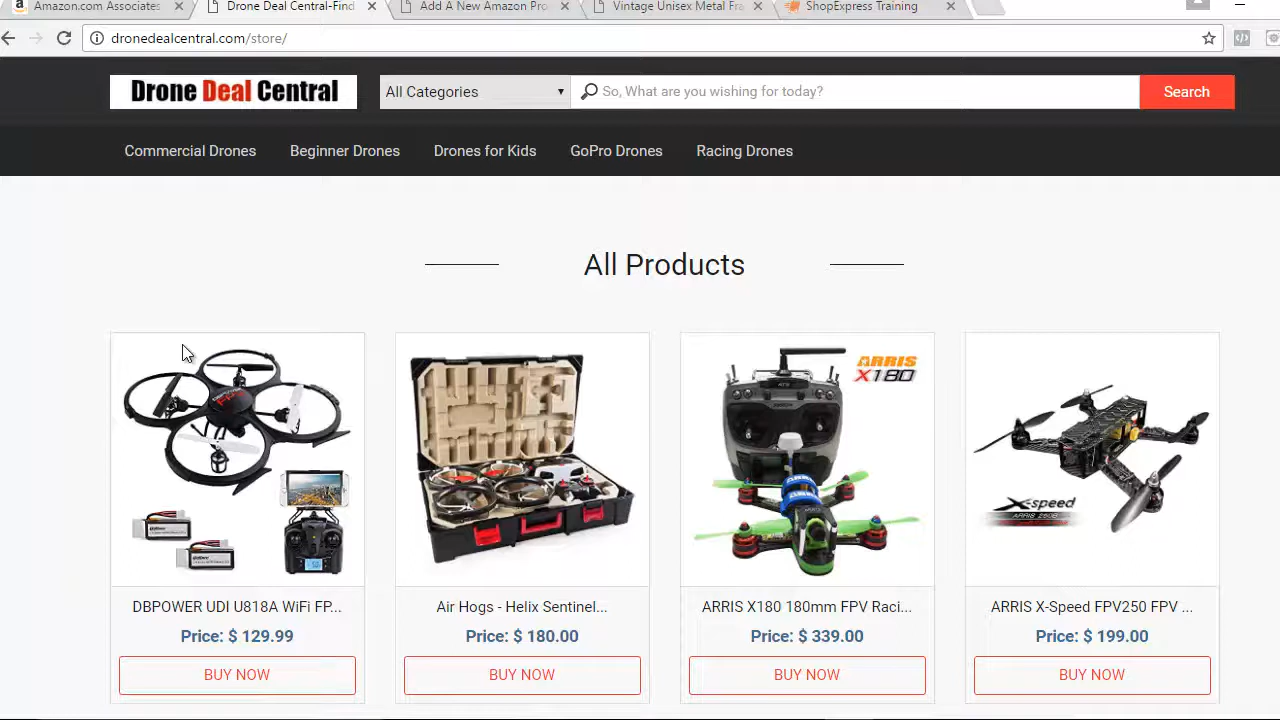 Amazon.com Associates
Drone Deal Central-Find
Add A New Amazon Pro
Vintage Unisex Metal Fra
ShopExpress Training
dronedealcentral.com/store/
Drone Deal Central
All Categories
So, What are you wishing for today?
Search
Commercial Drones
Beginner Drones
Drones for Kids
GoPro Drones
Racing Drones
All Products
ARRIS
X180
X-speed
ARRIS 250B
DBPOWER UDI U818A WiFi FP...
Air Hogs - Helix Sentinel...
ARRIS X180 180mm FPV Raci...
ARRIS X-Speed FPV250 FPV ...
Price: $ 129.99
Price: $ 180.00
Price: $ 339.00
Price: $ 199.00
BUY NOW
BUY NOW
BUY NOW
BUY NOW